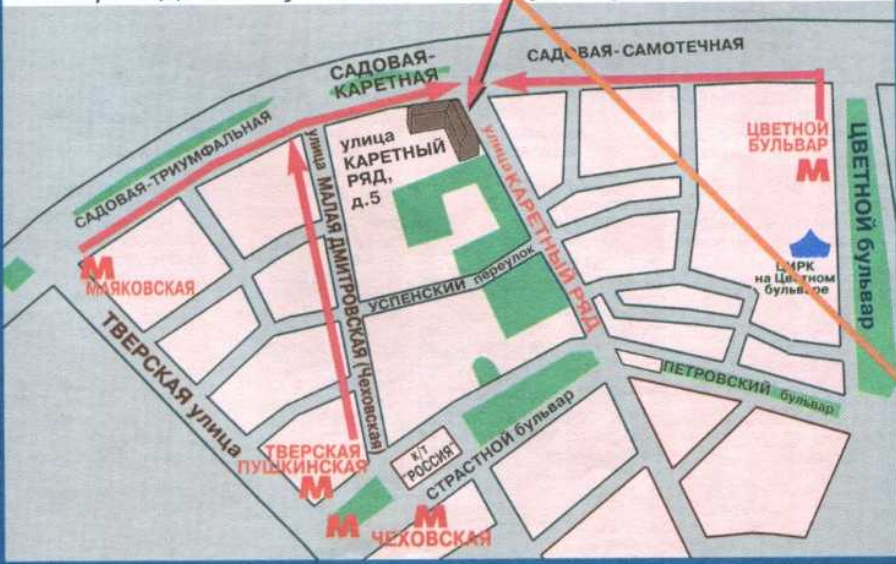 САДОВАЯ-
КАРЕТНАЯ
САДОВАЯ-САМОТЕЧНАЯ
САДОВАЯ-ТРИУМФАЛЬНАЯ
улица
КАРЕТНЫЙ
РЯД,
д.5
улица МАЛАЯ ДМИТРОВСКАЯ (Чеховская
улица КАРЕТНЫЙ РЯД
ЦВЕТНОЙ
БУЛЬВАР
М
ЦВЕТНОЙ бульвар
ЦИРК
на Цветном
бульваре
М
МАЯКОВСКАЯ
УСПЕНСКИЙ переулок
ТВЕРСКАЯ УЛИЦА
ПЕТРОВСКИЙ бульвар
СТРАСТНОЙ бульвар
К/Т
"РОССИЯ"
ТВЕРСКАЯ
ПУШКИНСКАЯ
М
М
М
ЧЕХОВСКАЯ